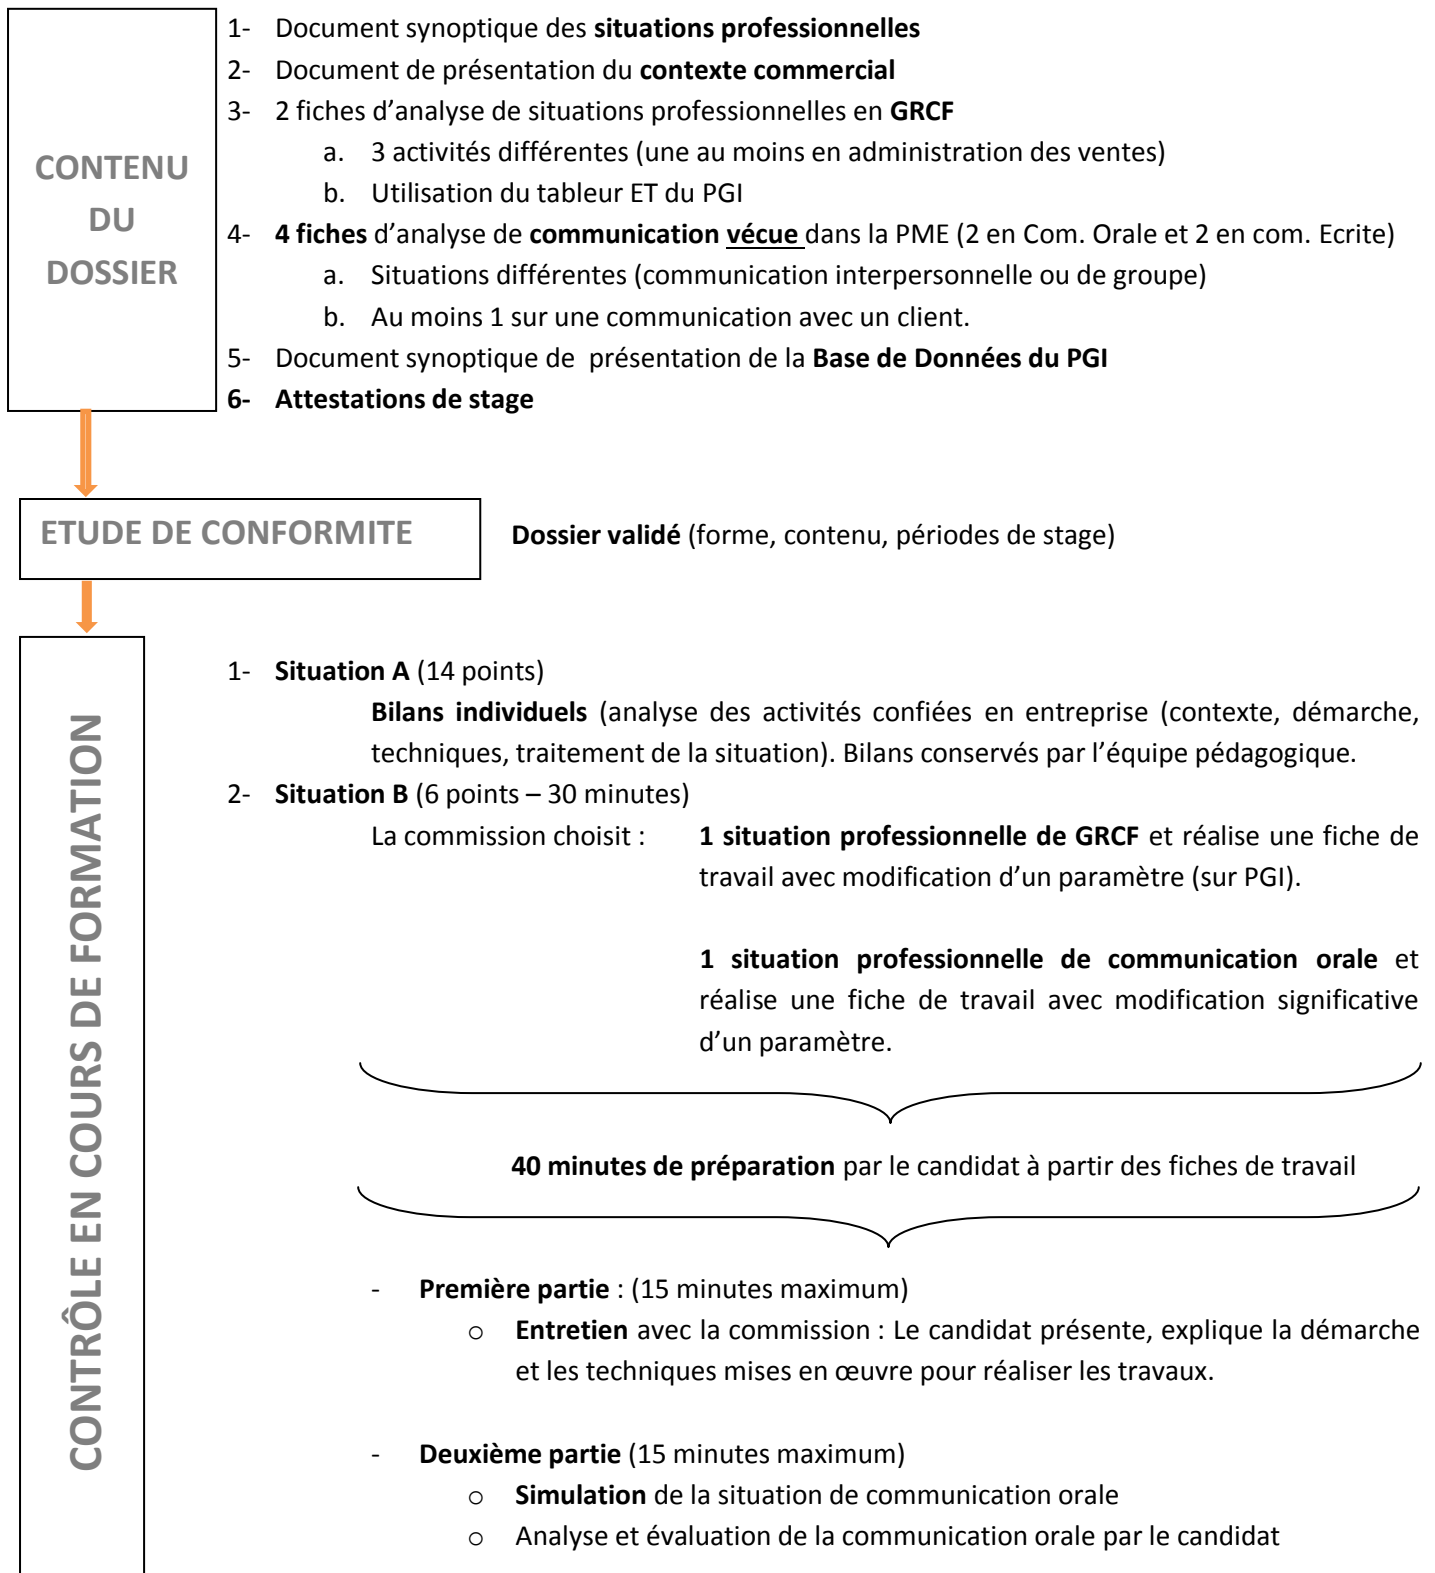 CONTENU
DU
DOSSIER
1- Document synoptique des situations professionnelles
2- Document de présentation du contexte commercial
3- 2 fiches d’analyse de situations professionnelles en GRCF
a. 3 activités différentes (une au moins en administration des ventes)
b. Utilisation du tableur ET du PGI
4- 4 fiches d’analyse de communication vécue dans la PME (2 en Com. Orale et 2 en com. Ecrite)
a. Situations différentes (communication interpersonnelle ou de groupe)
b. Au moins 1 sur une communication avec un client.
5- Document synoptique de présentation de la Base de Données du PGI
6- Attestations de stage
ETUDE DE CONFORMITE
Dossier validé (forme, contenu, périodes de stage)
CONTRÔLE EN COURS DE FORMATION
1- Situation A (14 points)
Bilans individuels (analyse des activités confiées en entreprise (contexte, démarche,
techniques, traitement de la situation). Bilans conservés par l’équipe pédagogique.
2- Situation B (6 points – 30 minutes)
La commission choisit : 1 situation professionnelle de GRCF et réalise une fiche de
travail avec modification d’un paramètre (sur PGI).
1 situation professionnelle de communication orale et
réalise une fiche de travail avec modification significative
d’un paramètre.
40 minutes de préparation par le candidat à partir des fiches de travail
- Première partie : (15 minutes maximum)
o Entretien avec la commission : Le candidat présente, explique la démarche
et les techniques mises en œuvre pour réaliser les travaux.
- Deuxième partie (15 minutes maximum)
o Simulation de la situation de communication orale
o Analyse et évaluation de la communication orale par le candidat